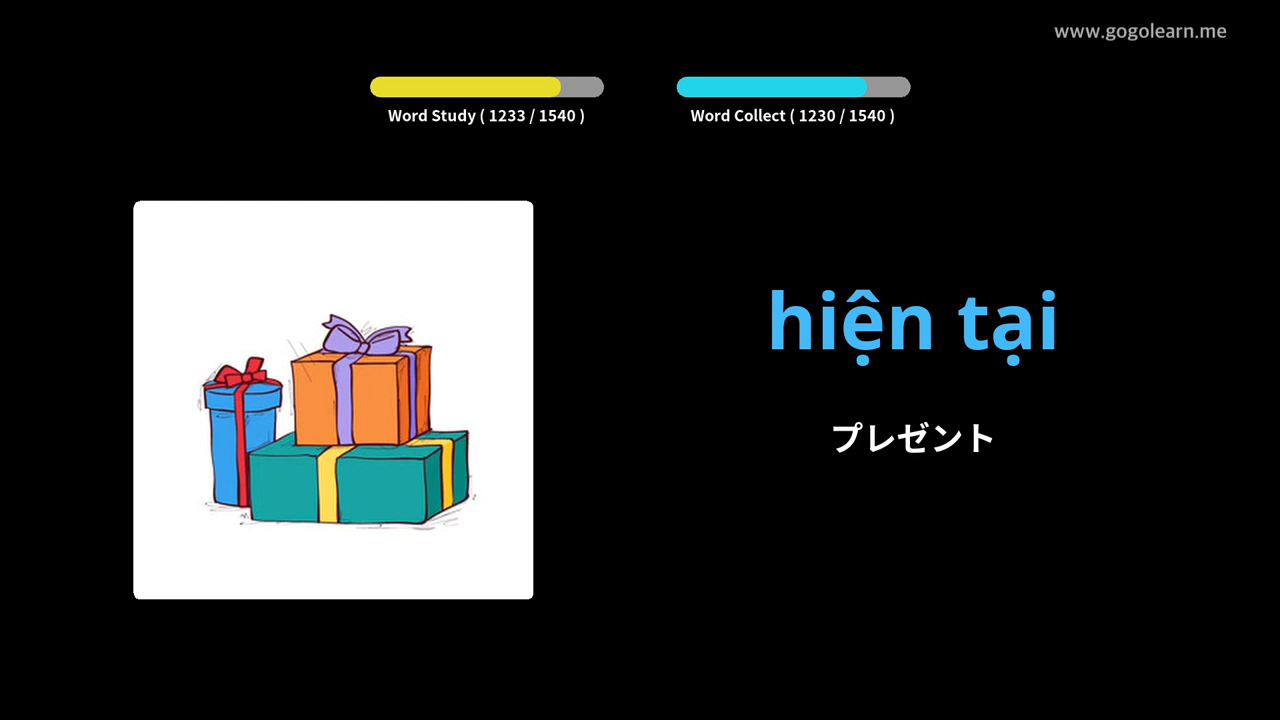 www.gogolearn.me
Word Study ( 1233 / 1540 )
Word Collect ( 1230 / 1540 )
hiện tại
プレゼント